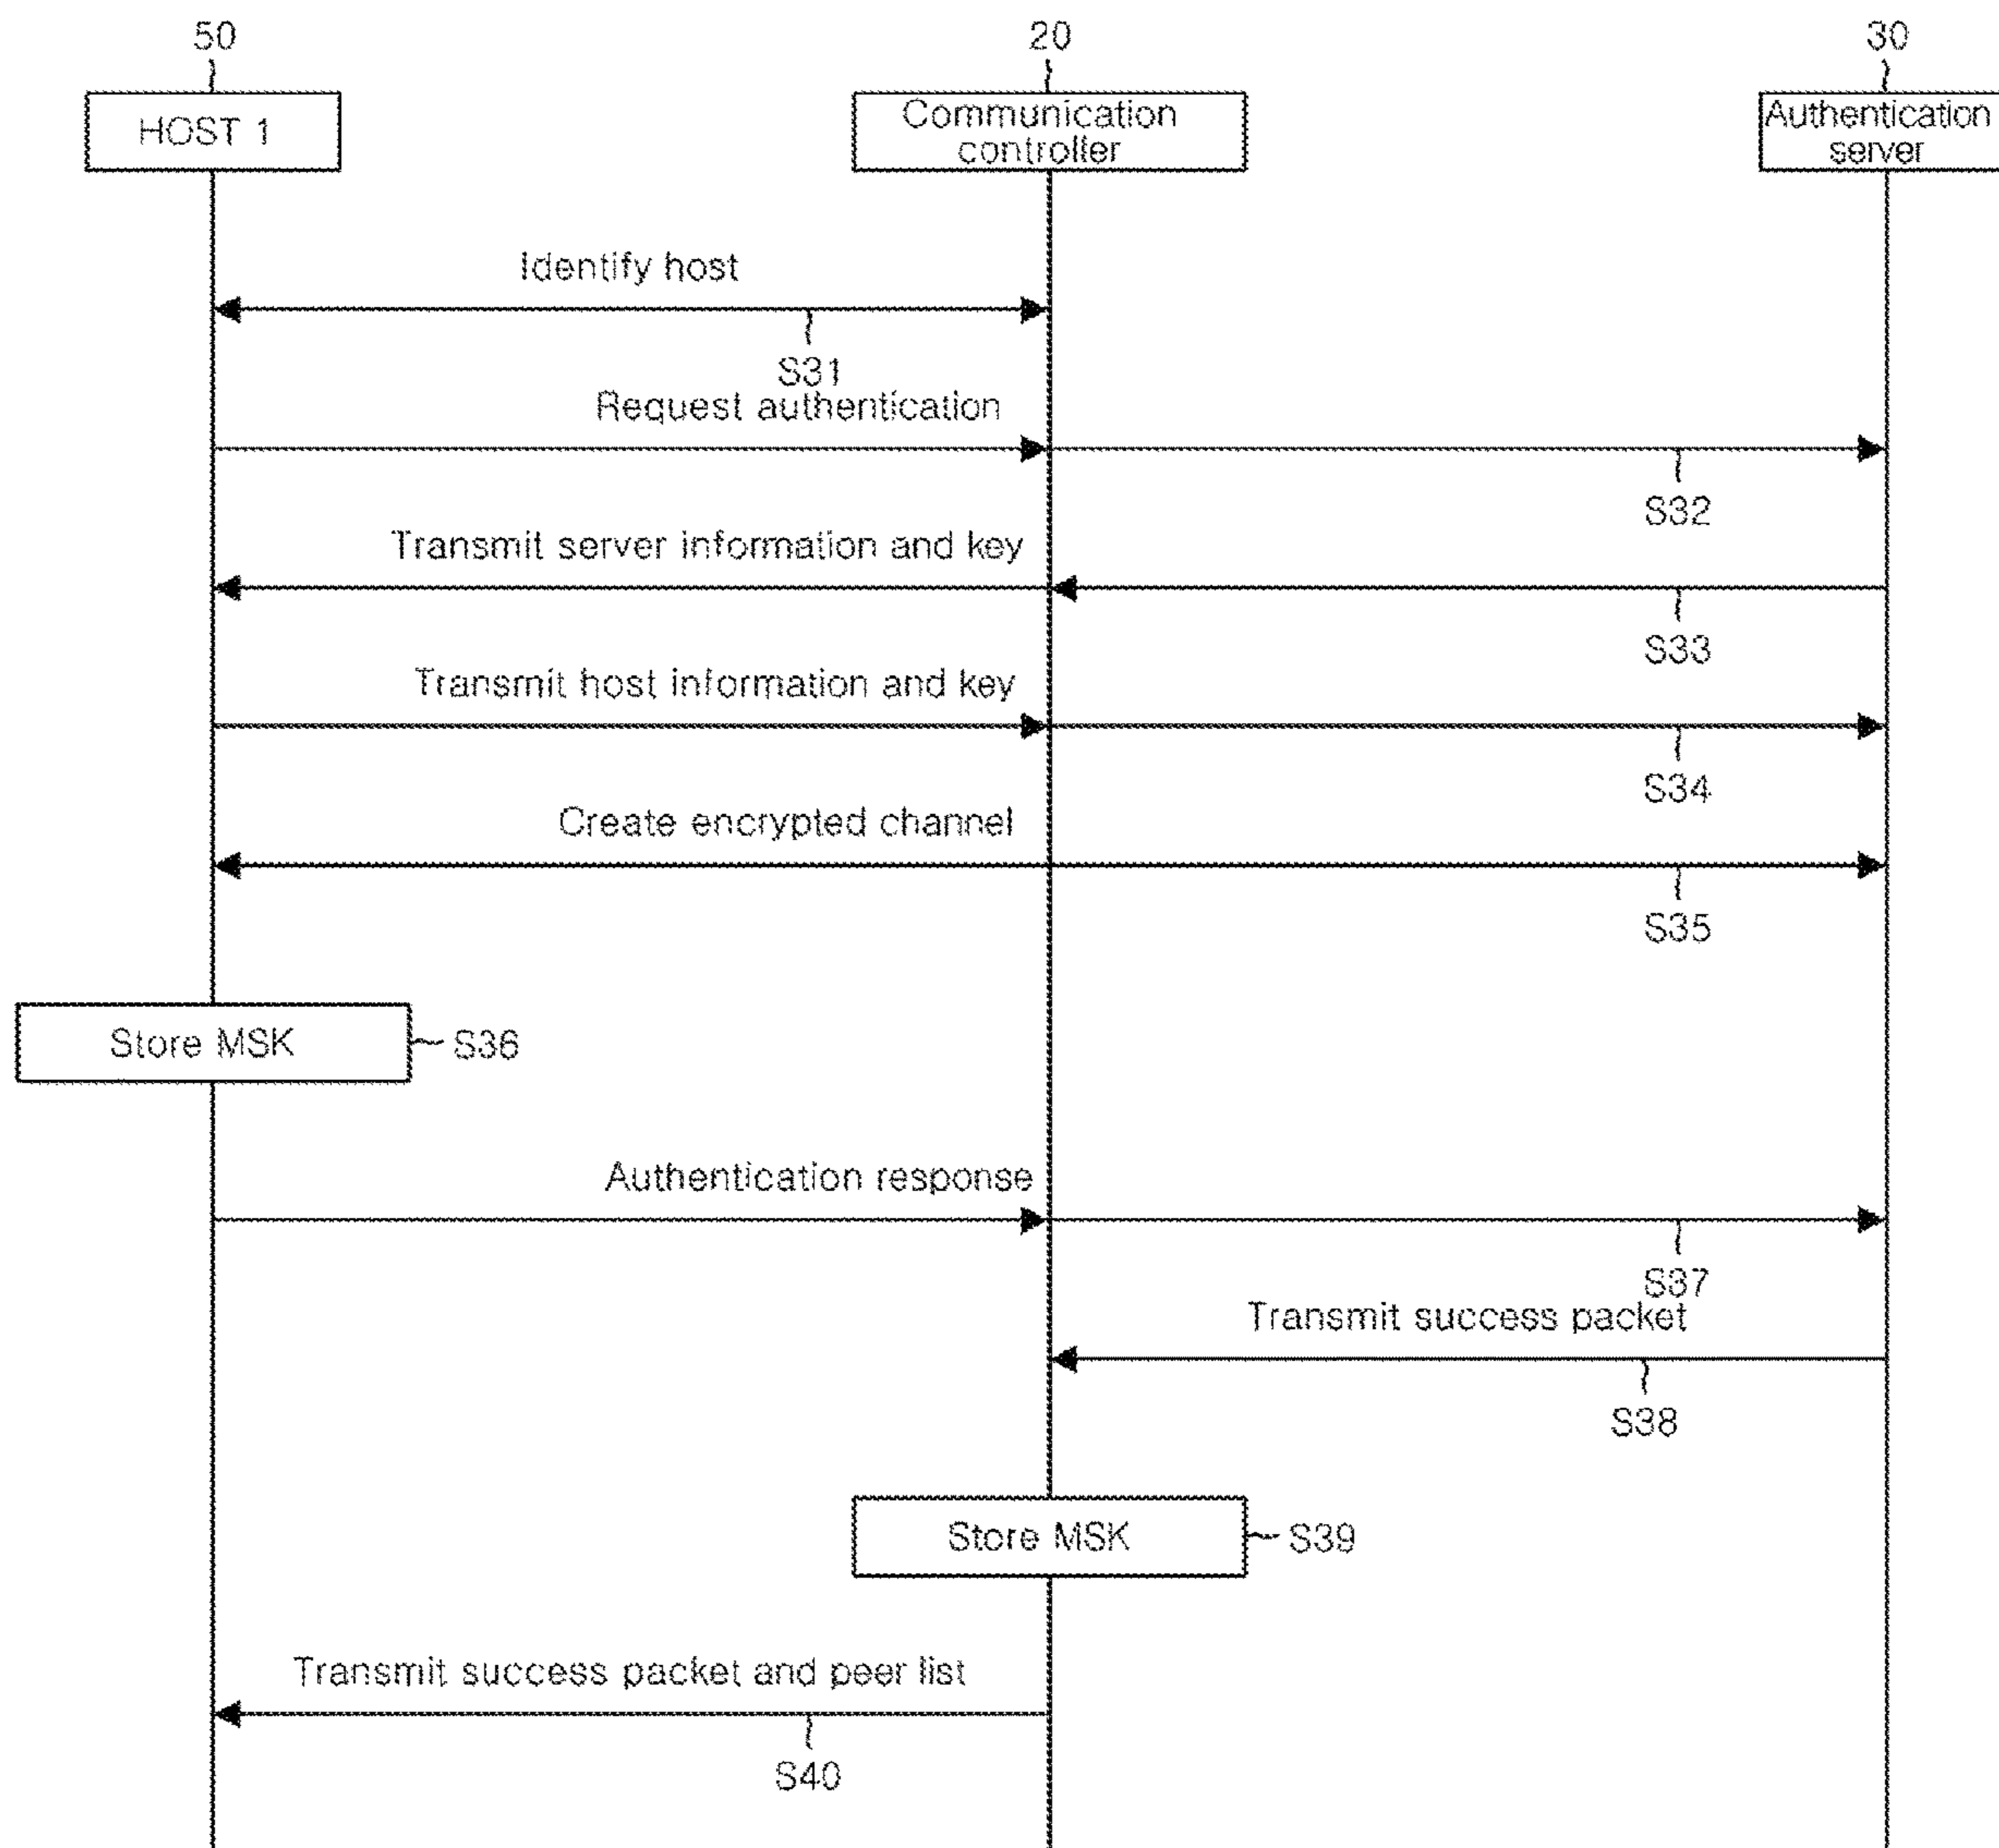 50
20
30
HOST 1
Communication
controller
Authentication
server
Identify host
S31
Request authentication
S32
Transmit server information and key
S33
Transmit host information and key
S34
Create encrypted channel
S35
Store MSK
S36
Authentication response
S37
Transmit success packet
S38
Store MSK
S39
Transmit success packet and peer list
S40